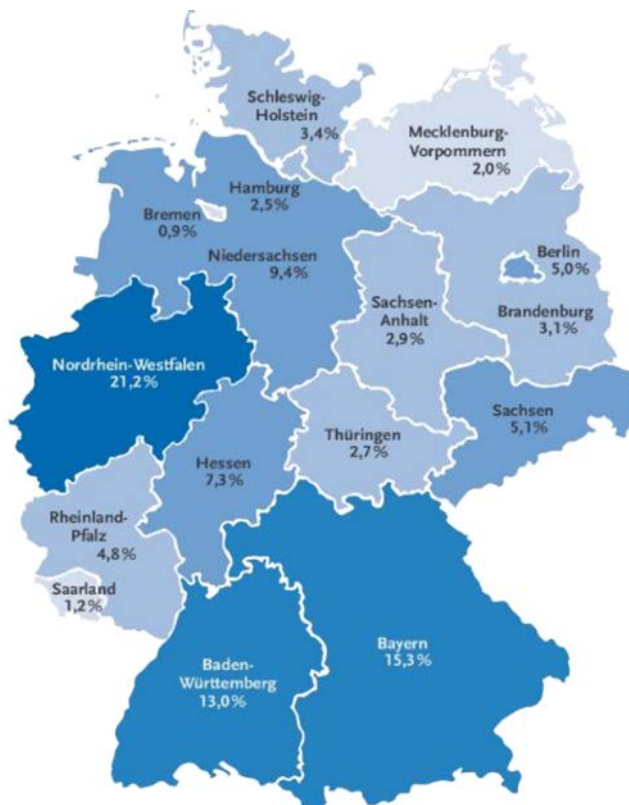 Schleswig-
Holstein
3,4%
Mecklenburg-
Vorpommern
2,0%
Hamburg
2,5%
Bremen
0,9%
Niedersachsen
9,4%
Berlin
5,0%
Sachsen-
Anhalt
2,9%
Brandenburg
3,1%
Nordrhein-Westfalen
21,2%
Sachsen
5,1%
Thüringen
2,7%
Hessen
7,3%
Rheinland-
Pfalz
4,8%
Saarland
1,2%
Bayern
15,3%
Baden-
Württemberg
13,0%